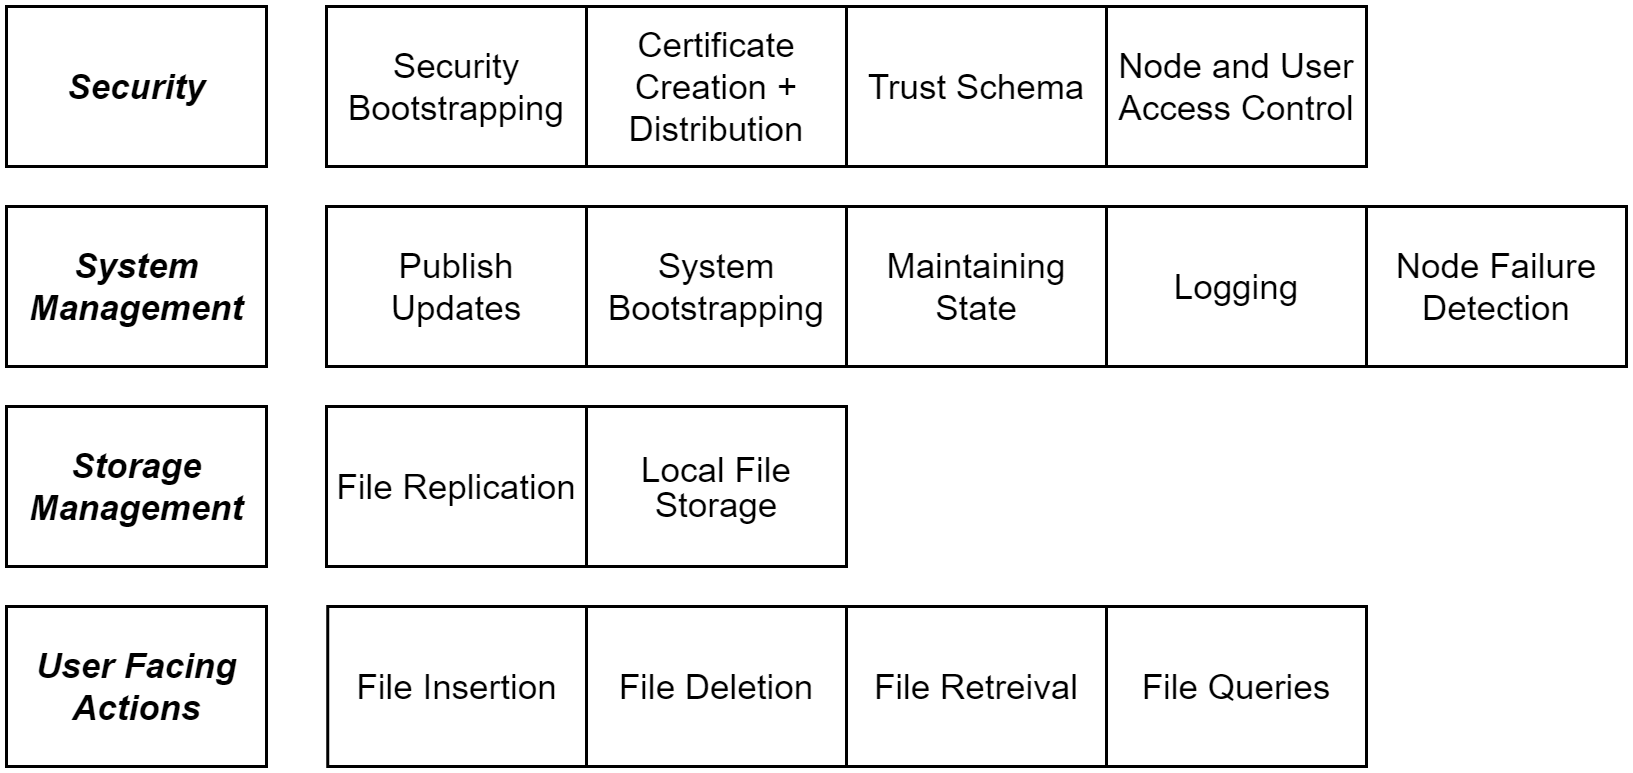 Security
Security
Bootstrapping
Certificate
Creation +
Distribution
Trust Schema
Node and User
Access Control
System
Management
Publish
Updates
System
Bootstrapping
Maintaining
State
Logging
Node Failure
Detection
Storage
Management
File Replication
Local File
Storage
User Facing
Actions
File Insertion
File Deletion
File Retreival
File Queries